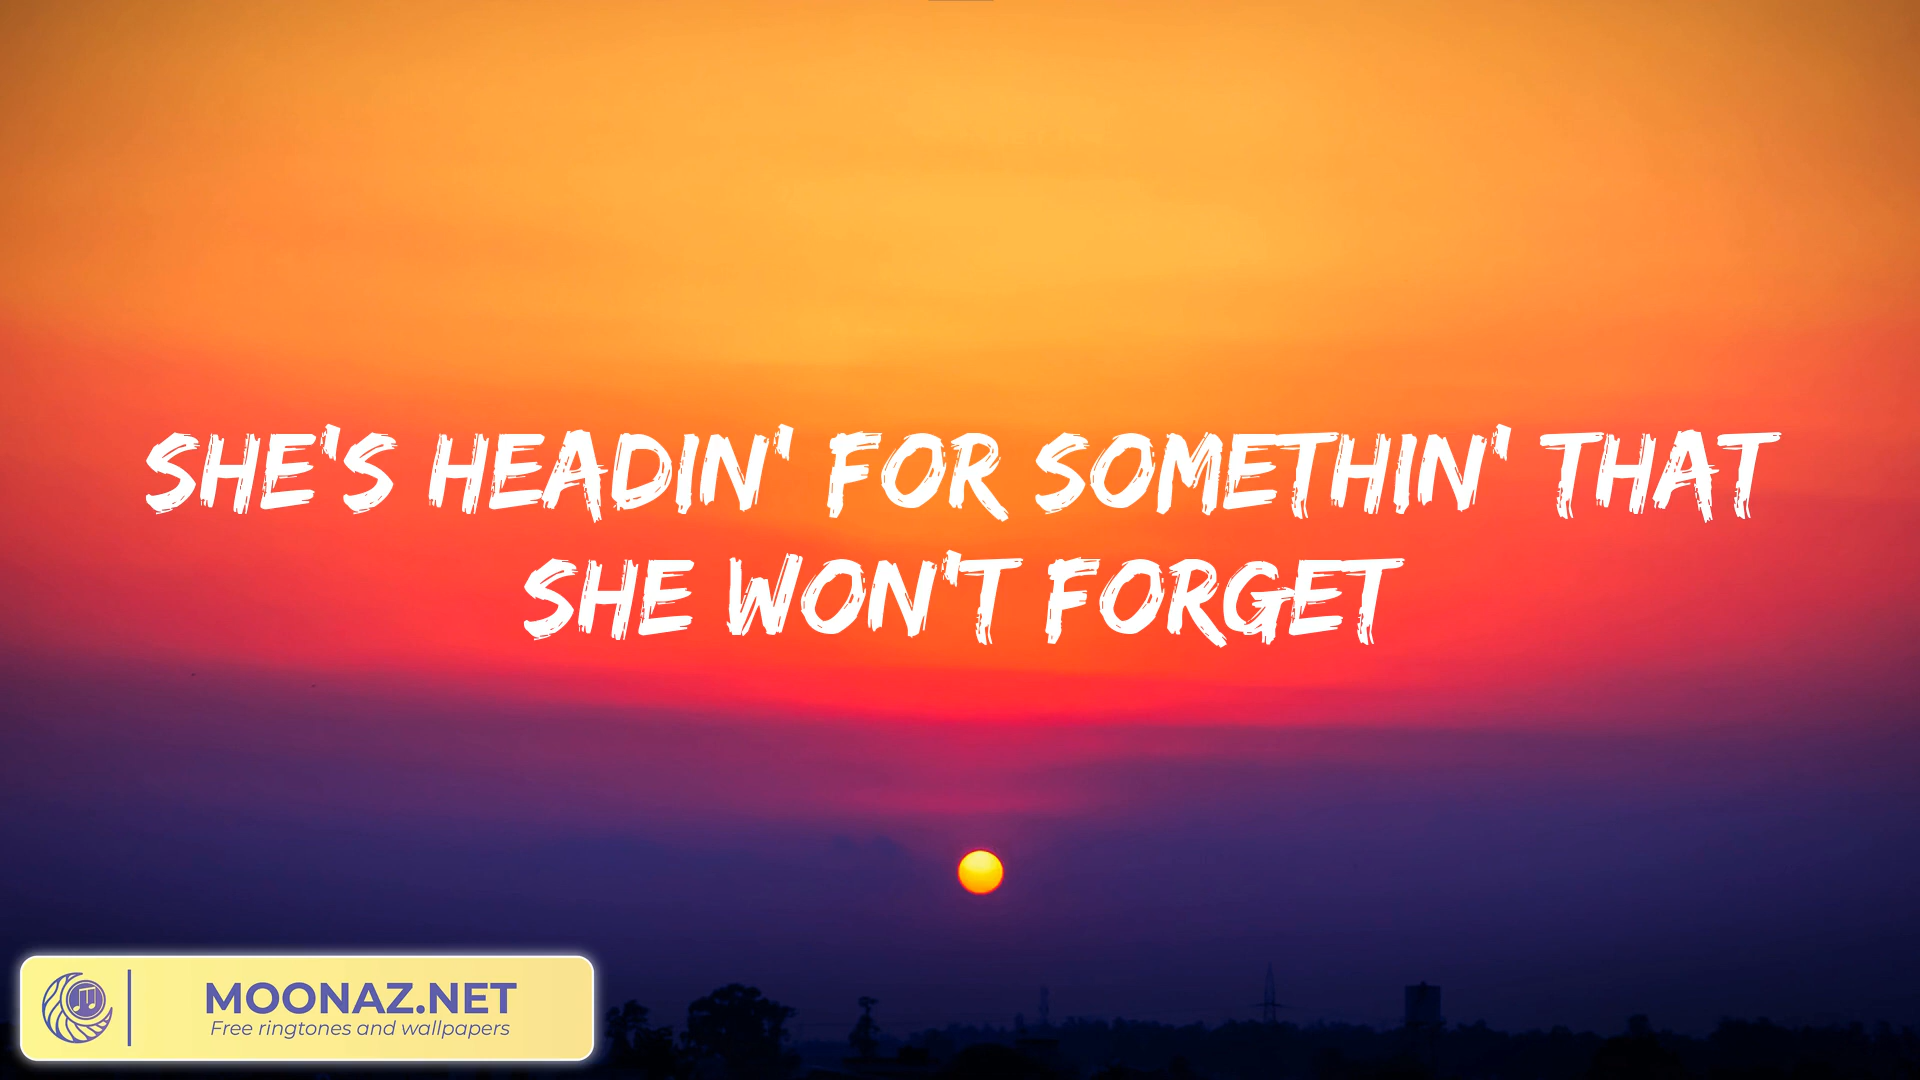 SHE'S HEADIN' FOR SOMETHIN' THAT
SHE WON'T FORGET
MOONAZ.NET
Free ringtones and wallpapers